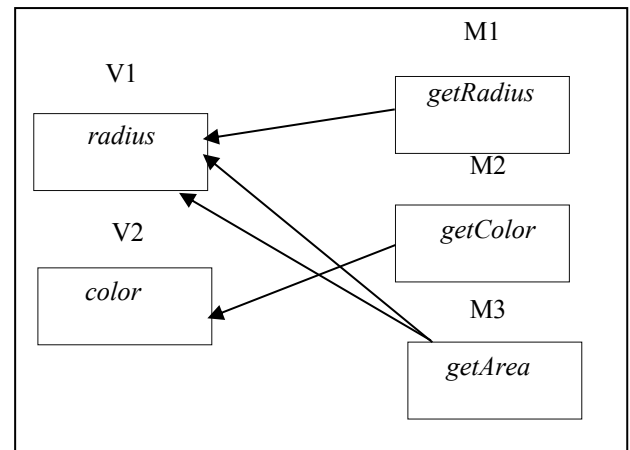 M1
V1
getRadius
radius
M2
V2
getColor
color
M3
getArea